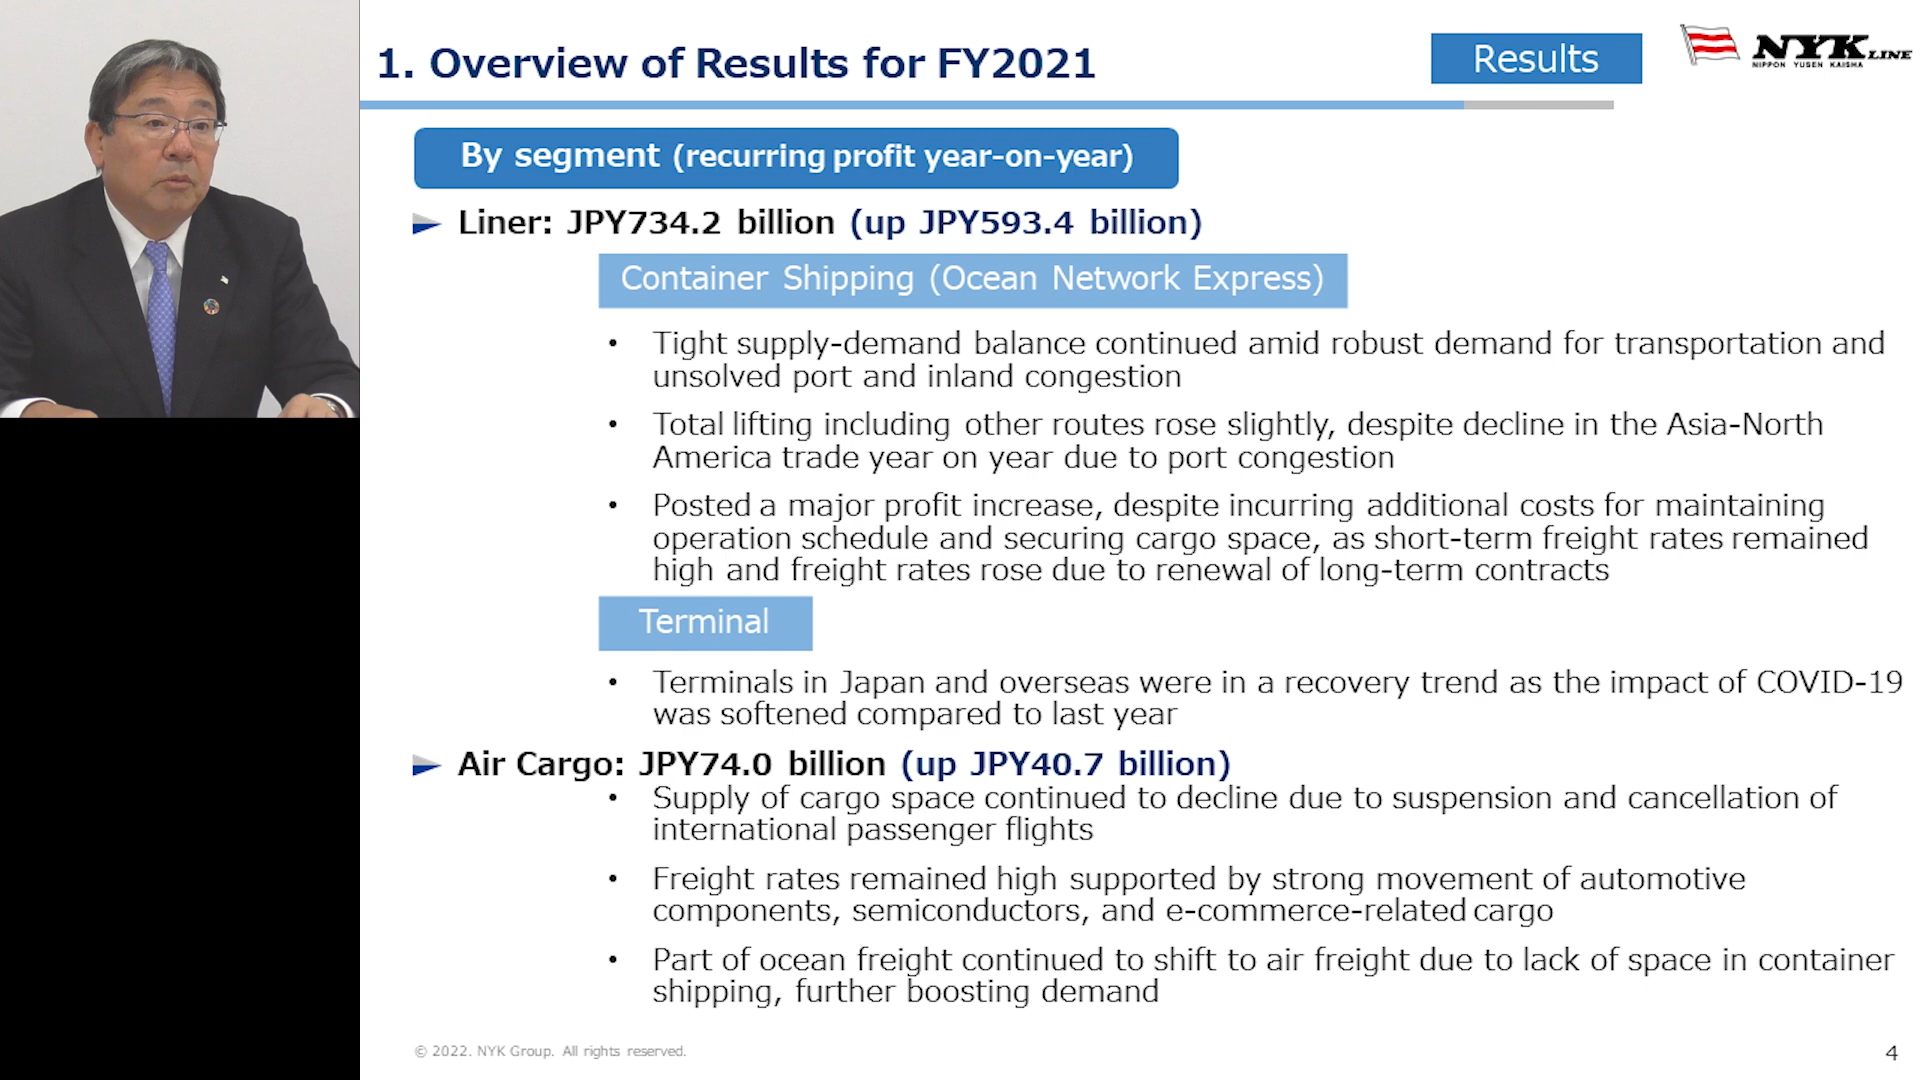 1. Overview of Results for FY2021
Results
NYK LINE
NIPPON YUSEN KAISHA
By segment (recurring profit year-on-year)
Liner: JPY734.2 billion (up JPY593.4 billion)
Container Shipping (Ocean Network Express)
• Tight supply-demand balance continued amid robust demand for transportation and
unsolved port and inland congestion
• Total lifting including other routes rose slightly, despite decline in the Asia-North
America trade year on year due to port congestion
• Posted a major profit increase, despite incurring additional costs for maintaining
operation schedule and securing cargo space, as short-term freight rates remained
high and freight rates rose due to renewal of long-term contracts
Terminal
• Terminals in Japan and overseas were in a recovery trend as the impact of COVID-19
was softened compared to last year
Air Cargo: JPY74.0 billion (up JPY40.7 billion)
• Supply of cargo space continued to decline due to suspension and cancellation of
international passenger flights
• Freight rates remained high supported by strong movement of automotive
components, semiconductors, and e-commerce-related cargo
• Part of ocean freight continued to shift to air freight due to lack of space in container
shipping, further boosting demand
© 2022. NYK Group. All rights reserved.
4